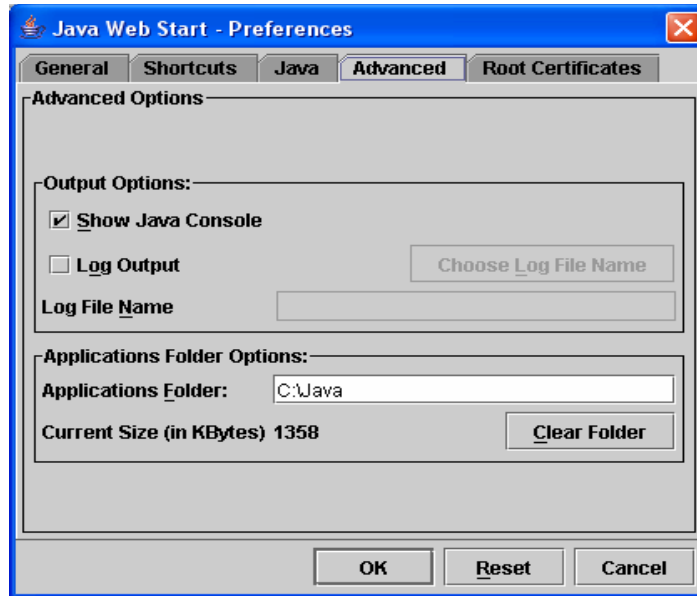 Java Web Start - Preferences
General Shortcuts Java Advanced Root Certificates
Advanced Options
Output Options:
Show Java Console
Log Output Choose Log File Name
Log File Name
Applications Folder Options:
Applications Folder: C:\Java
Current Size (in KBytes) 1358 Clear Folder
OK Reset Cancel